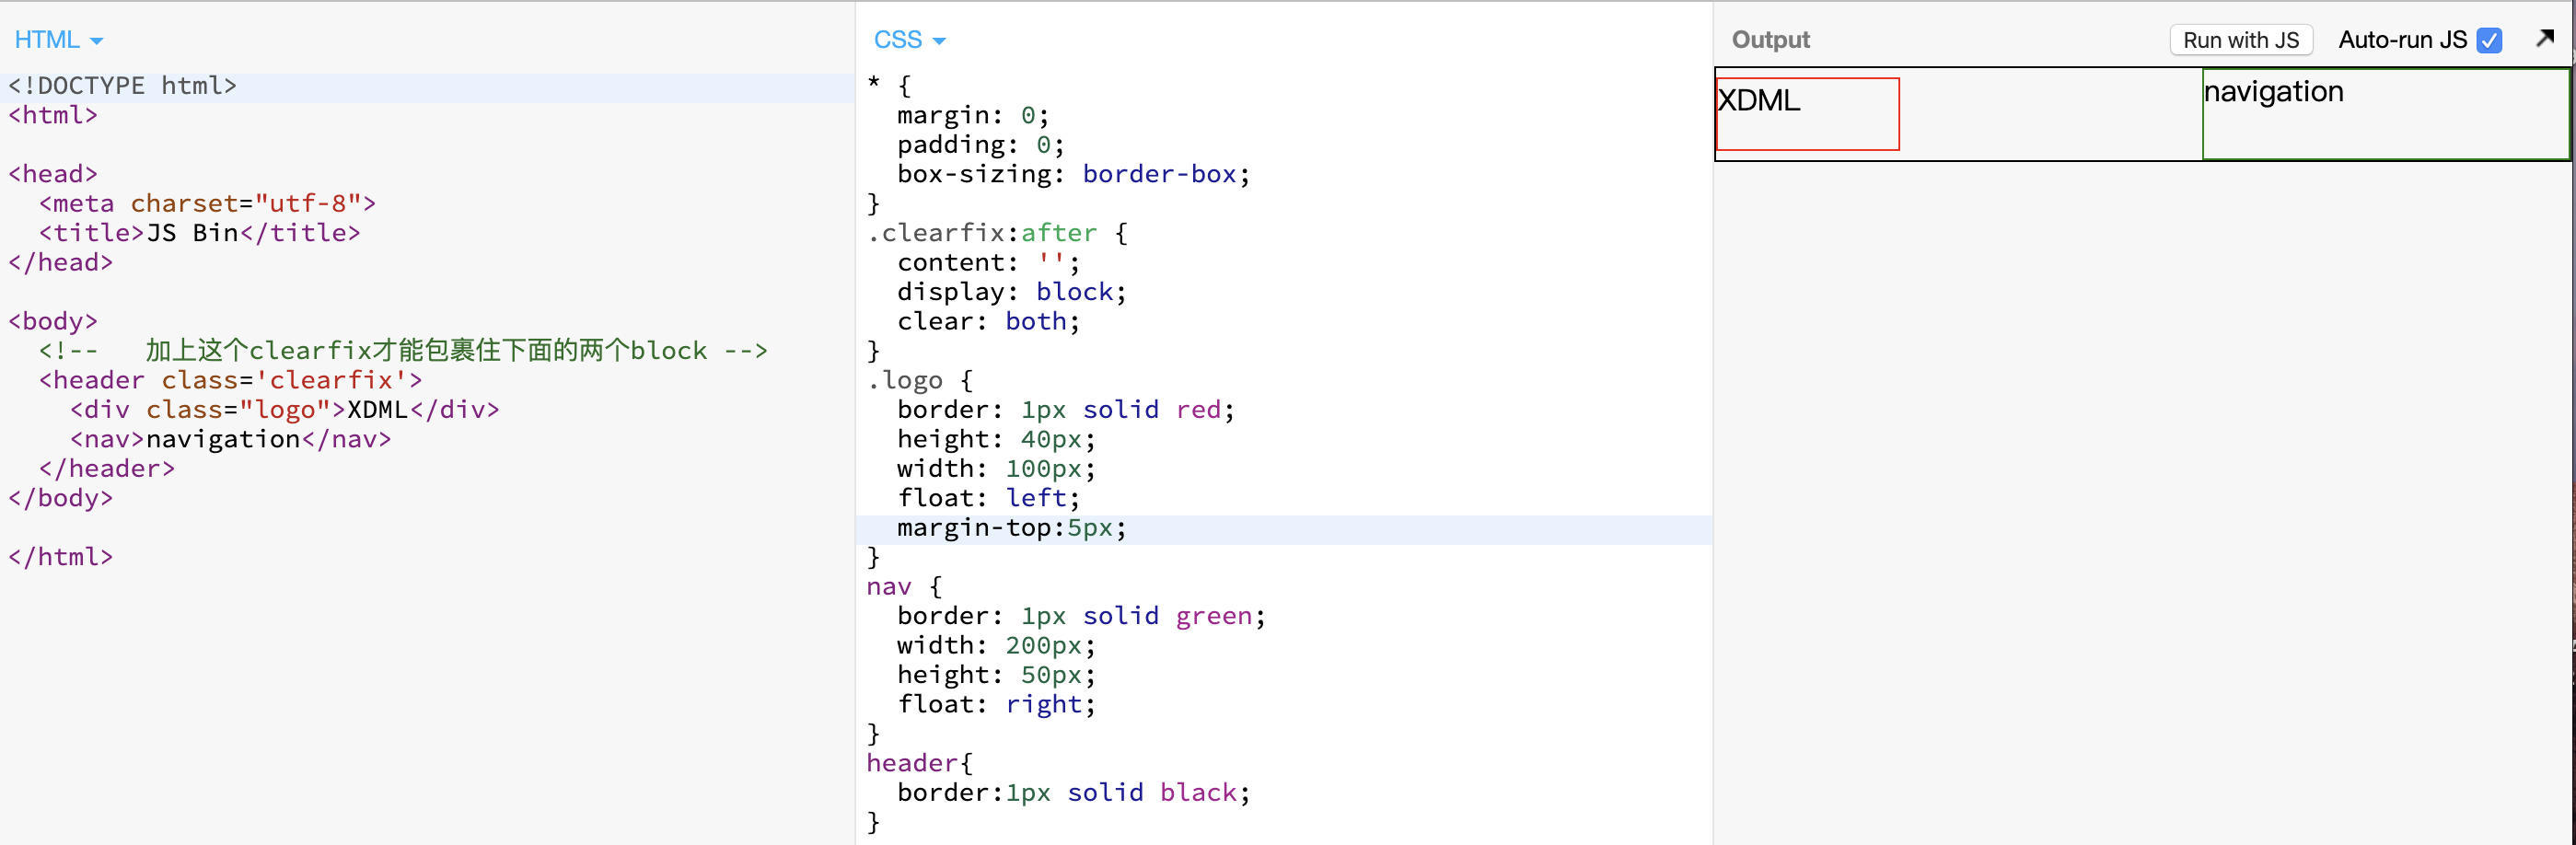 HTML
<!DOCTYPE html>
<html>
<head>
<meta charset="utf-8">
<title>JS Bin</title>
</head>
<body>
<!-- 加上这个clearfix才能包裹住下面的两个block -->
<header class='clearfix'>
<div class="logo">XDML</div>
<nav>navigation</nav>
</header>
</body>
</html>
CSS
* {
margin: 0;
padding: 0;
box-sizing: border-box;
}
.clearfix:after {
content: '';
display: block;
clear: both;
}
.logo {
border: 1px solid red;
height: 40px;
width: 100px;
float: left;
margin-top:5px;
}
nav {
border: 1px solid green;
width: 200px;
height: 50px;
float: right;
}
header{
border:1px solid black;
}
Output
Run with JS
Auto-run JS
XDML
navigation